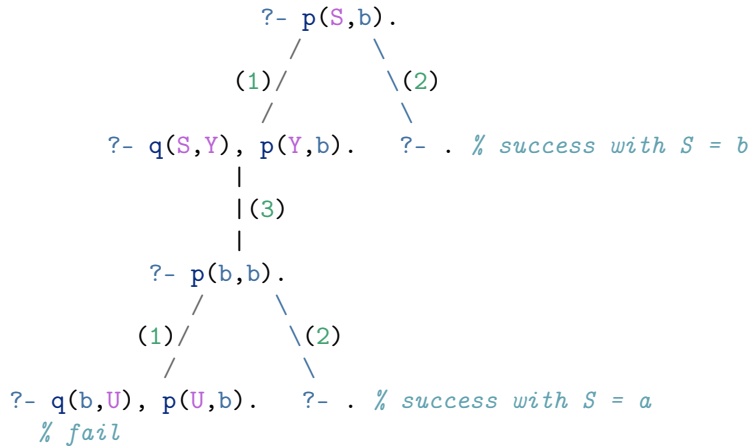 ?- p(S,b).
/ \
(1)/ \(2)
/ \
?- q(S,Y), p(Y,b). ?- . % success with S = b
|
|(3)
|
?- p(b,b).
/ \
(1)/ \(2)
/ \
?- q(b,U), p(U,b). ?- . % success with S = a
% fail